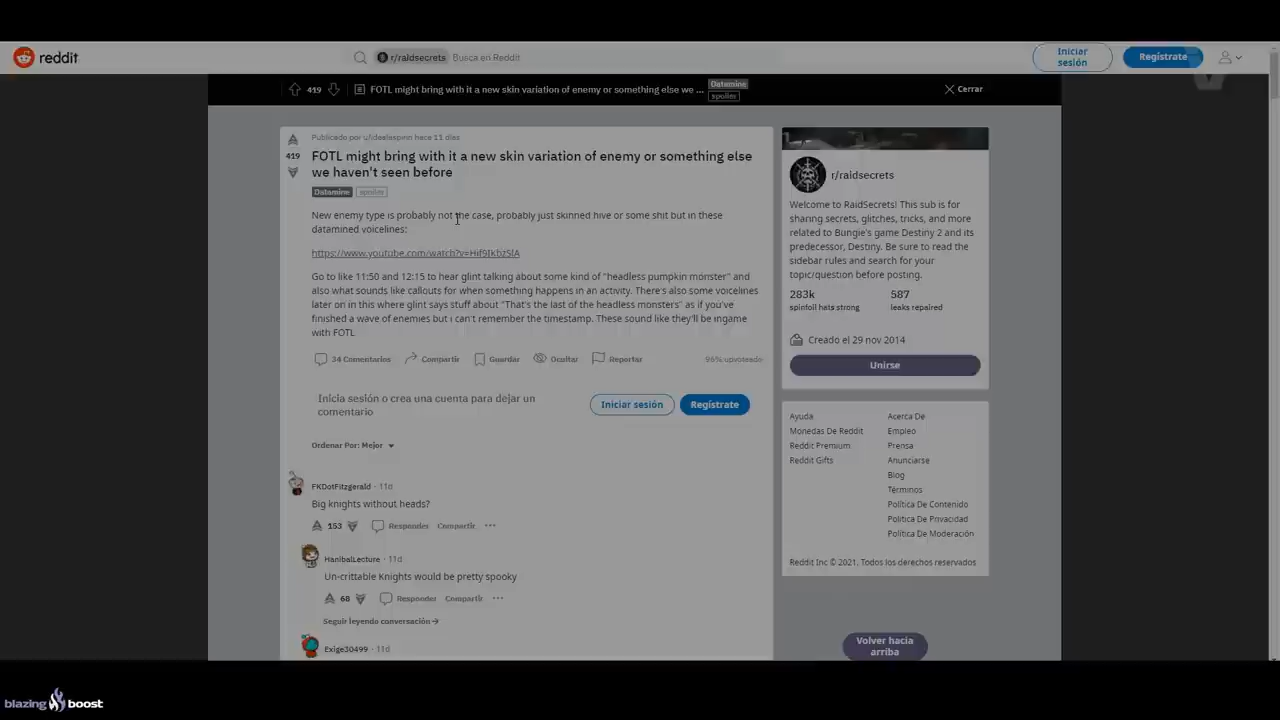 reddit
r/raidsecrets
Busca en Reddit
Iniciar sesión
Regístrate
419
FOTL might bring with it a new skin variation of enemy or something else we ...
Datamine
spoiler
Cerrar
Publicado por u/idealespirin hace 11 días
419
FOTL might bring with it a new skin variation of enemy or something else
we haven't seen before
Datamine
spoiler
New enemy type is probably not the case, probably just skinned hive or some shit but in these
datamined voicelines:
Go to like 11:50 and 12:15 to hear glint talking about some kind of "headless pumpkin monster" and
also what sounds like callouts for when something happens in an activity. There's also some voicelines
later on in this where glint says stuff about "That's the last of the headless monsters" as if you've
finished a wave of enemies but i can't remember the timestamp. These sound like they'll be ingame
with FOTL
34 Comentarios
Compartir
Guardar
Ocultar
Reportar
96% upvoteado
Inicia sesión o crea una cuenta para dejar un
comentario
Iniciar sesión
Regístrate
Ordenar Por: Mejor
FKDotFitzgerald · 11d
Big knights without heads?
153
Responder
Compartir
HanibalLecture · 11d
Un-crittable Knights would be pretty spooky
68
Responder
Compartir
Seguir leyendo conversación
Exige30499 · 11d
r/raidsecrets
Welcome to RaidSecrets! This sub is for
sharing secrets, glitches, tricks, and more
related to Bungie's game Destiny 2 and its
predecessor, Destiny. Be sure to read the
sidebar rules and search for your
topic/question before posting.
283k
587
spinfoil hats strong
leaks repaired
Creado el 29 nov 2014
Unirse
Ayuda
Acerca De
Monedas De Reddit
Empleo
Reddit Premium
Prensa
Reddit Gifts
Anunciarse
Blog
Términos
Política De Contenido
Política De Privacidad
Política De Moderación
Reddit Inc © 2021. Todos los derechos reservados
Volver hacia
arriba
blazing boost